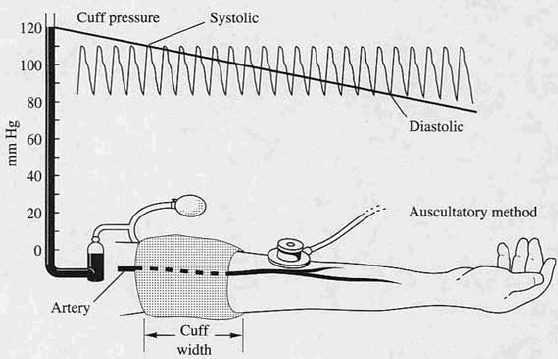 Cuff pressure
Systolic
120
100
80
60
40
20
0
mm Hg
Diastolic
Auscultatory method
Artery
Cuff
width